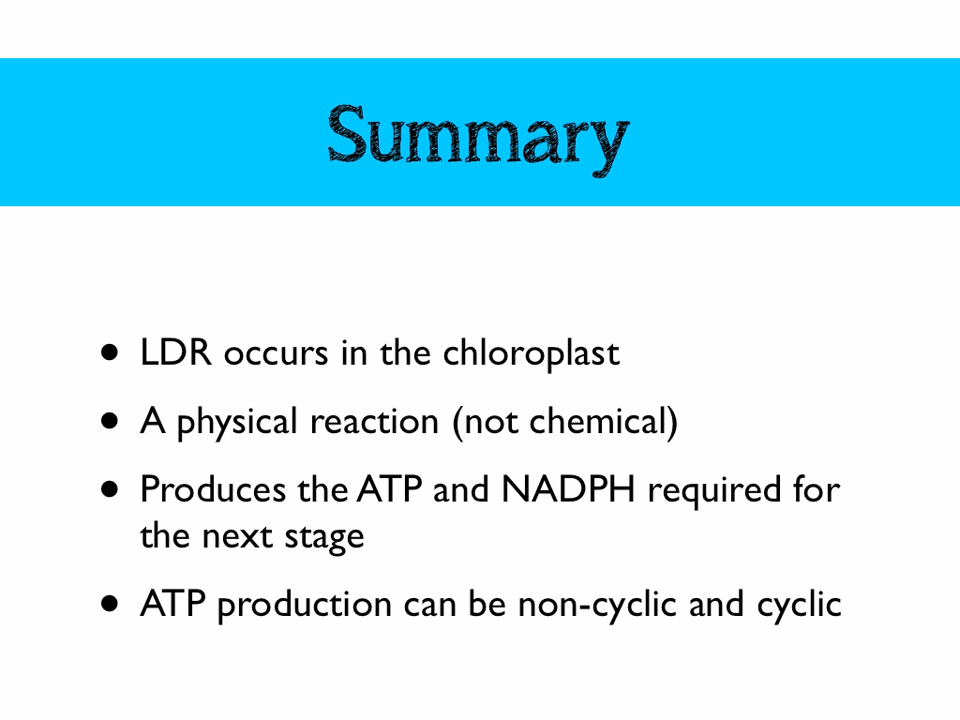 Summary
• LDR occurs in the chloroplast
• A physical reaction (not chemical)
• Produces the ATP and NADPH required for
the next stage
• ATP production can be non-cyclic and cyclic